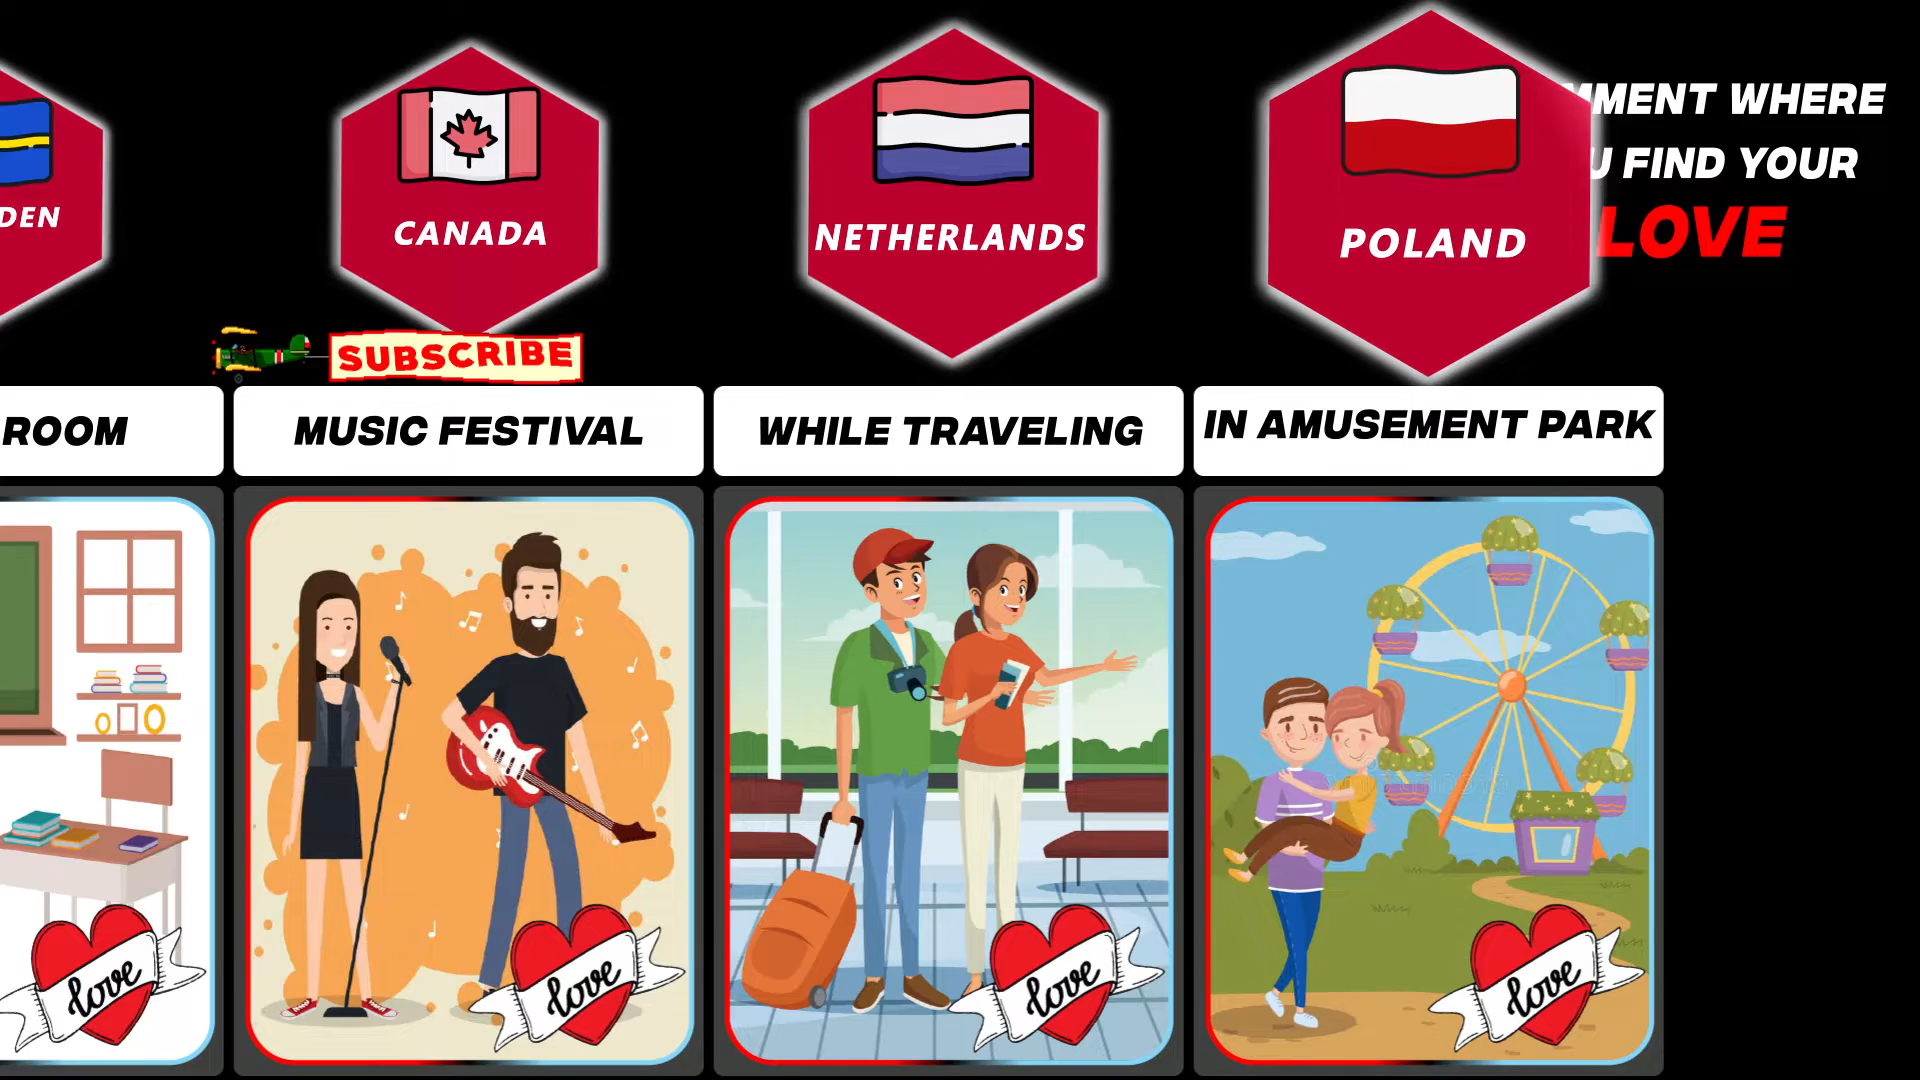 DEN
CANADA
NETHERLANDS
POLAND
MMENT WHERE
U FIND YOUR
LOVE
SUBSCRIBE
ROOM
MUSIC FESTIVAL
WHILE TRAVELING
IN AMUSEMENT PARK
love
love
love
love